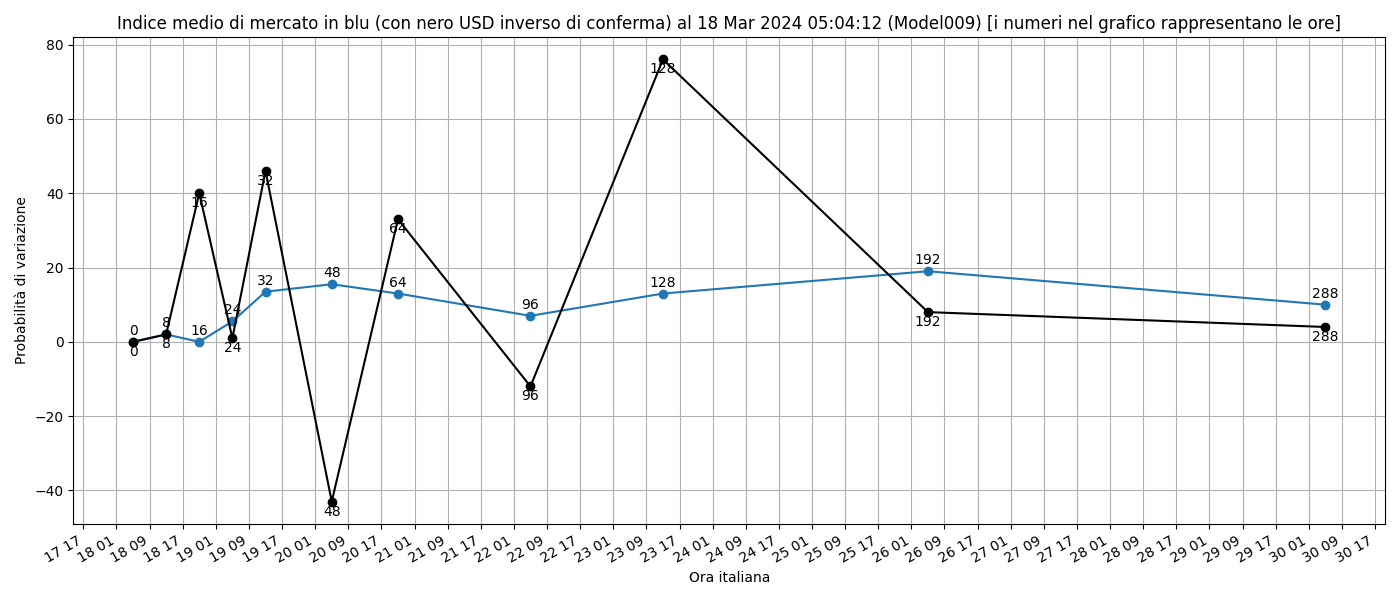 Indice medio di mercato in blu (con nero USD inverso di conferma) al 18 Mar 2024 05:04:12 (Model009) [i numeri nel grafico rappresentano le ore]
Probabilità di variazione
80
60
40
20
0
−20
−40
0 8 16 24 32 48 64 96 128 192 288
0 8 16 24 32 48 64 96 128 192 288
17 17 18 01 18 09 18 17 19 01 19 09 19 17 20 01 20 09 20 17 21 01 21 09 21 17 22 01 22 09 22 17 23 01 23 09 23 17 24 01 24 09 24 17 25 01 25 09 25 17 26 01 26 09 26 17 27 01 27 09 27 17 28 01 28 09 28 17 29 01 29 09 29 17 30 01 30 09 30 17
Ora italiana